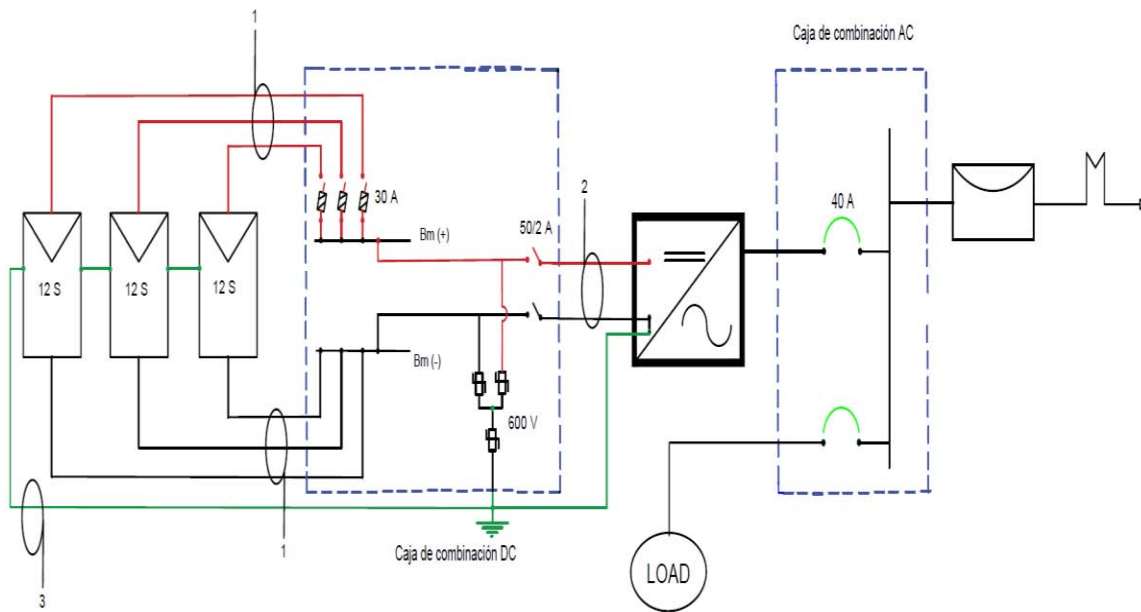 1
Caja de combinación AC
30 A
2
40 A
50/2 A
Bm (+)
12 S
12 S
12 S
Bm (-)
600 V
1
Caja de combinación DC
LOAD
3